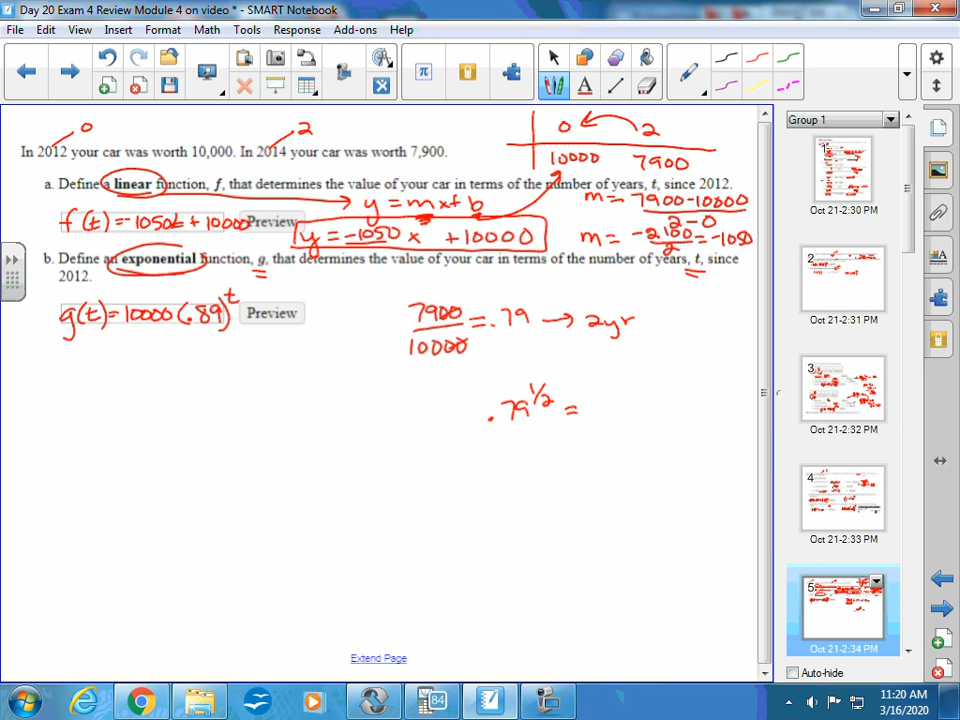 Day 20 Exam 4 Review Module 4 on video * - SMART Notebook
File Edit View Insert Format Math Tools Response Add-ons Help
Group 1
0 2
0 2
In 2012 your car was worth 10,000. In 2014 your car was worth 7,900.
10000 7900
a. Define a linear function, f, that determines the value of your car in terms of the number of years, t, since 2012.
y = mx + b
m = 7900-10000
2-0
f(t) = -1050t + 10000 Preview
y = -1050 x + 10000
m = -2100 = -1050
2
b. Define an exponential function, g, that determines the value of your car in terms of the number of years, t, since
2012.
g(t) = 10000 (.89)^t Preview
7900
10000
= .79 → 2yr
.79^1/2 =
Extend Page
1
Oct 21-2:30 PM
2
Oct 21-2:31 PM
3
Oct 21-2:32 PM
4
Oct 21-2:33 PM
5
Oct 21-2:34 PM
Auto-hide
84
11:20 AM
3/16/2020